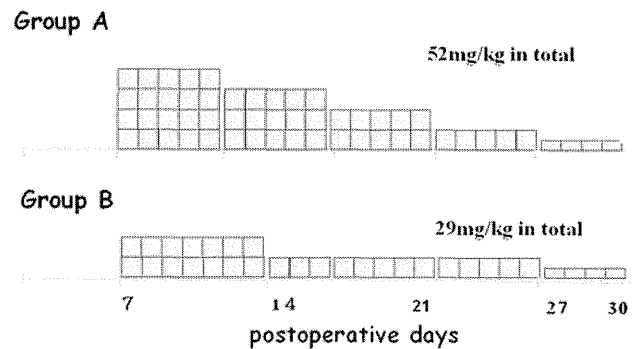 Group A
52mg/kg in total
Group B
29mg/kg in total
7 14 21 27 30
postoperative days